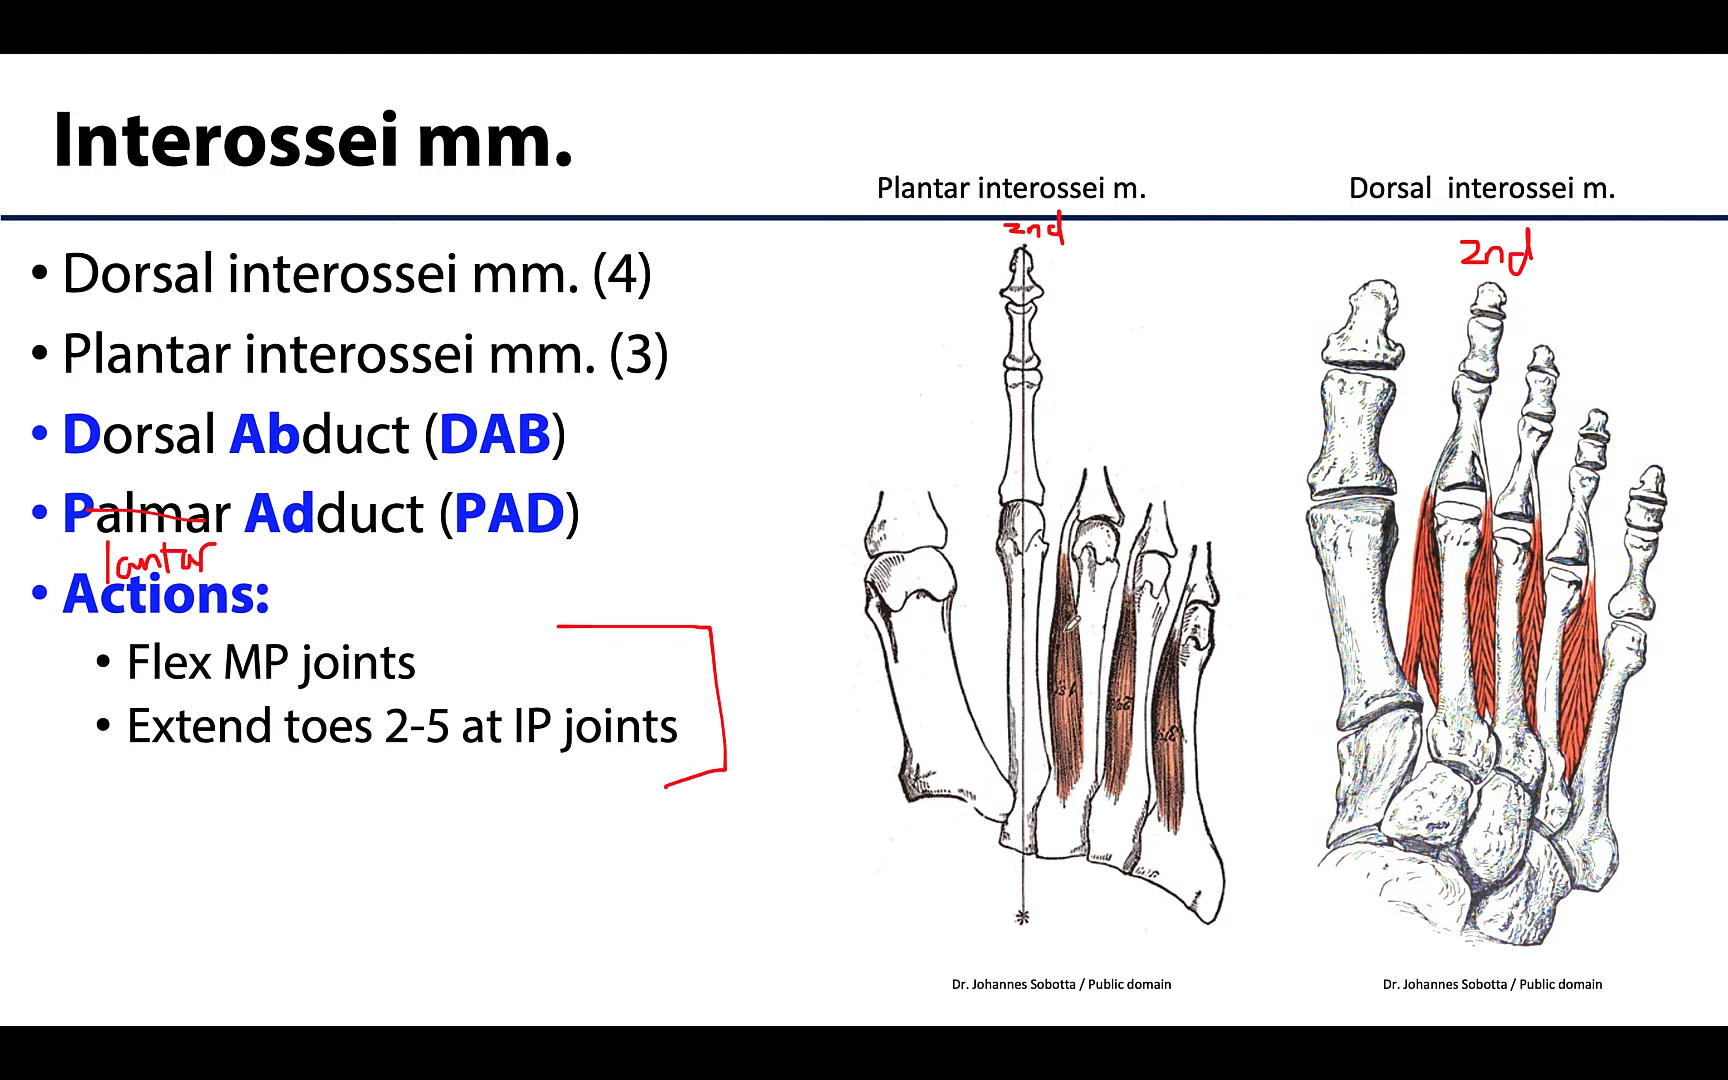 Interossei mm.
• Dorsal interossei mm. (4)
• Plantar interossei mm. (3)
• Dorsal Abduct (DAB)
• Palmar Adduct (PAD)
lantar
• Actions:
• Flex MP joints
• Extend toes 2-5 at IP joints
Plantar interossei m.
2nd
Dr. Johannes Sobotta / Public domain
Dorsal interossei m.
2nd
Dr. Johannes Sobotta / Public domain